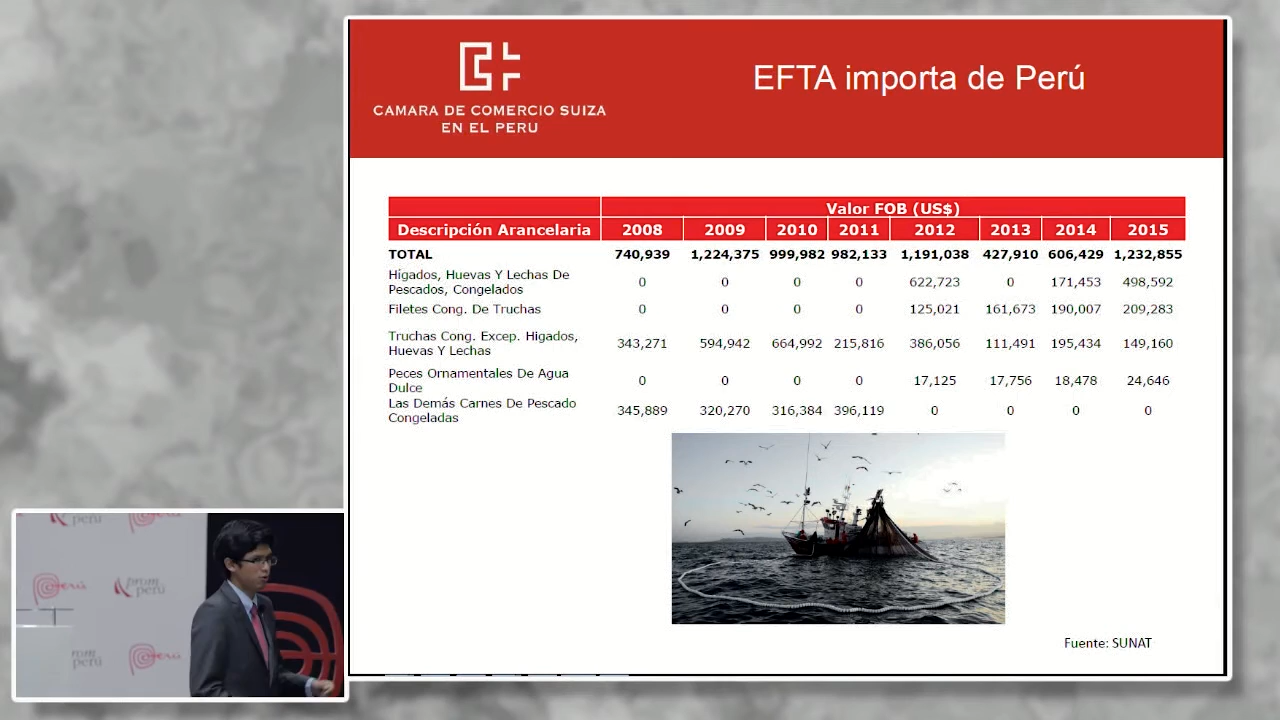 CAMARA DE COMERCIO SUIZA
EN EL PERU
EFTA importa de Perú
Valor FOB (US$)
Descripción Arancelaria 2008 2009 2010 2011 2012 2013 2014 2015
TOTAL 740,939 1,224,375 999,982 982,133 1,191,038 427,910 606,429 1,232,855
Hígados, Huevas Y Lechas De
Pescados, Congelados 0 0 0 0 622,723 0 171,453 498,592
Filetes Cong. De Truchas 0 0 0 0 125,021 161,673 190,007 209,283
Truchas Cong. Excep. Higados,
Huevas Y Lechas 343,271 594,942 664,992 215,816 386,056 111,491 195,434 149,160
Peces Ornamentales De Agua
Dulce 0 0 0 0 17,125 17,756 18,478 24,646
Las Demás Carnes De Pescado
Congeladas 345,889 320,270 316,384 396,119 0 0 0 0
Fuente: SUNAT
perú
perú
perú